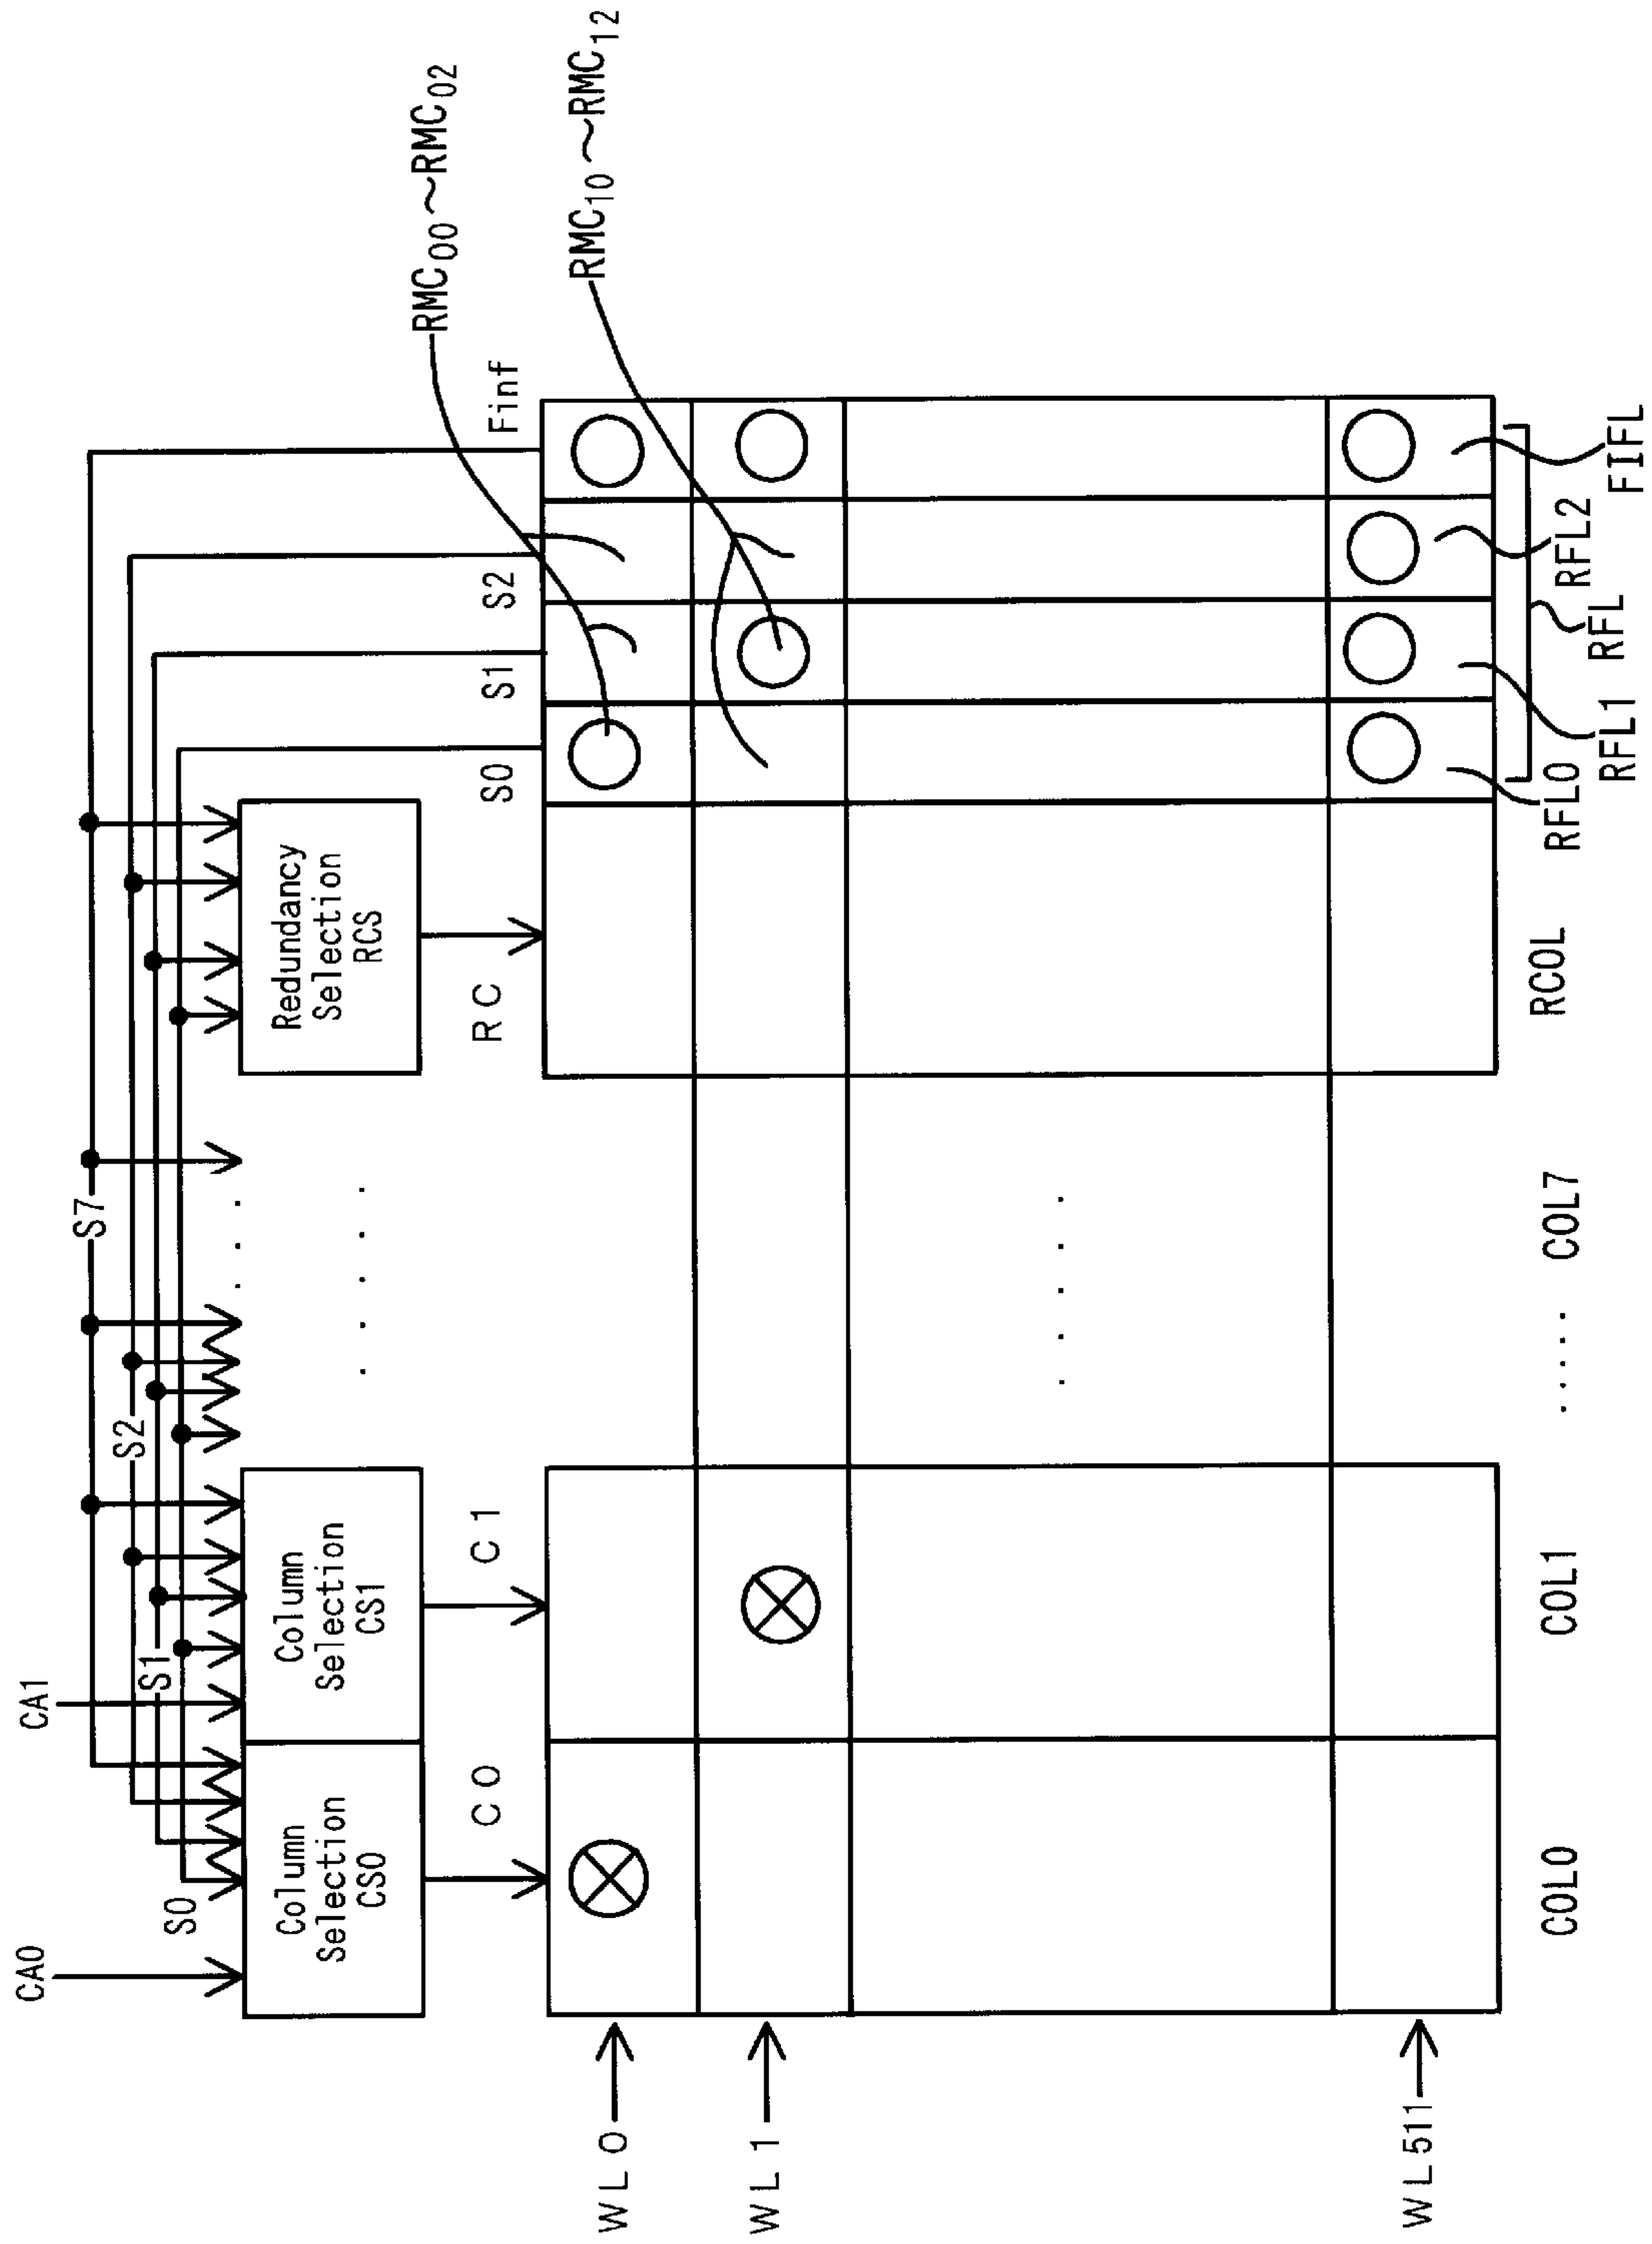 CA0
CA1
S0
S1
S2
S7
Column
Selection
CS0
Column
Selection
CS1
Redundancy
Selection
RCS
C0
C1
RC
S0
S1
S2
Finf
RMC00~RMC02
RMC10~RMC12
WL0
WL1
WL511
COL0
COL1
.....
COL7
RCOL
RFL0
RFL1
RFL
RFL2
FIFL